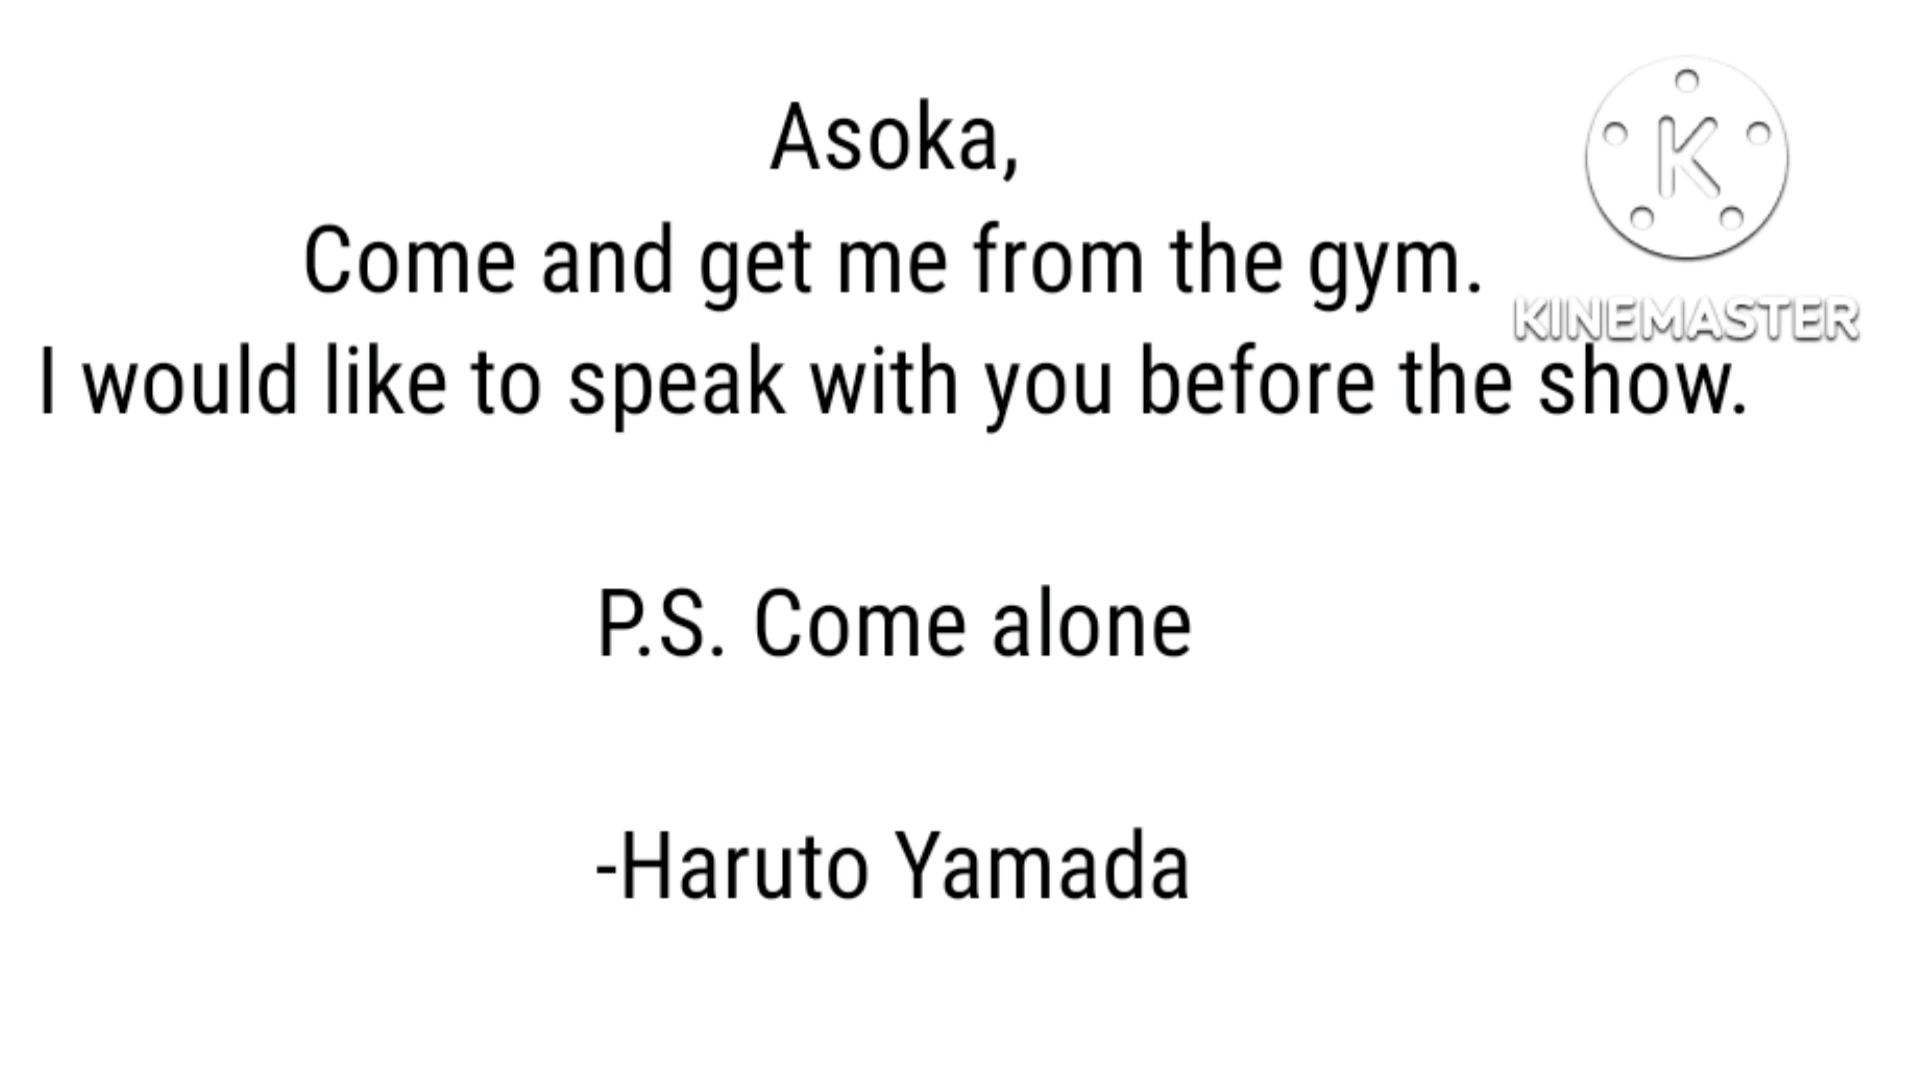 Asoka,
Come and get me from the gym.
KINEMASTER
I would like to speak with you before the show.
P.S. Come alone
-Haruto Yamada